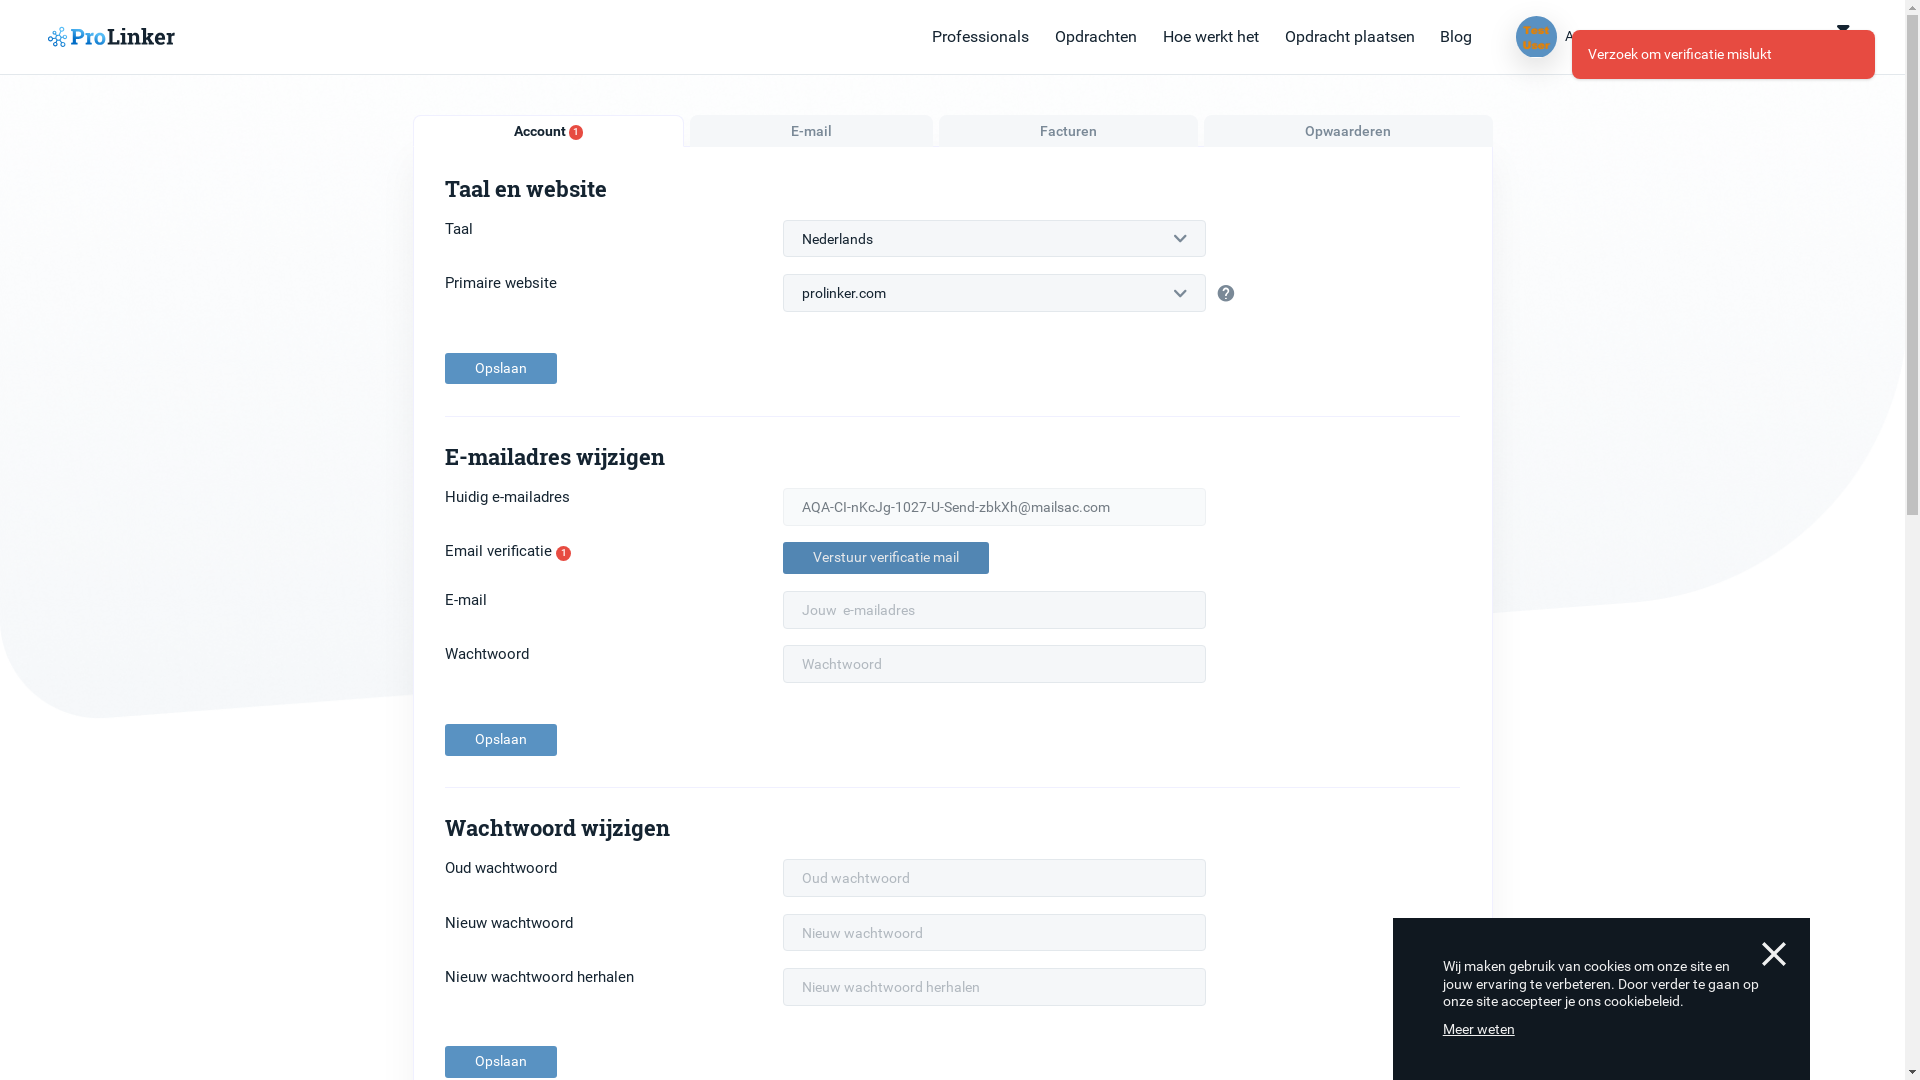 ProLinker
Professionals
Opdrachten
Hoe werkt het
Opdracht plaatsen
Blog
Test
User
A
Verzoek om verificatie mislukt
Account 1
E-mail
Facturen
Opwaarderen
Taal en website
Taal
Nederlands
Primaire website
prolinker.com
?
Opslaan
E-mailadres wijzigen
Huidig e-mailadres
AQA-CI-nKcJg-1027-U-Send-zbkXh@mailsac.com
Email verificatie 1
Verstuur verificatie mail
E-mail
Jouw  e-mailadres
Wachtwoord
Wachtwoord
Opslaan
Wachtwoord wijzigen
Oud wachtwoord
Oud wachtwoord
Nieuw wachtwoord
Nieuw wachtwoord
Nieuw wachtwoord herhalen
Nieuw wachtwoord herhalen
Opslaan
Wij maken gebruik van cookies om onze site en
jouw ervaring te verbeteren. Door verder te gaan op
onze site accepteer je ons cookiebeleid.
Meer weten